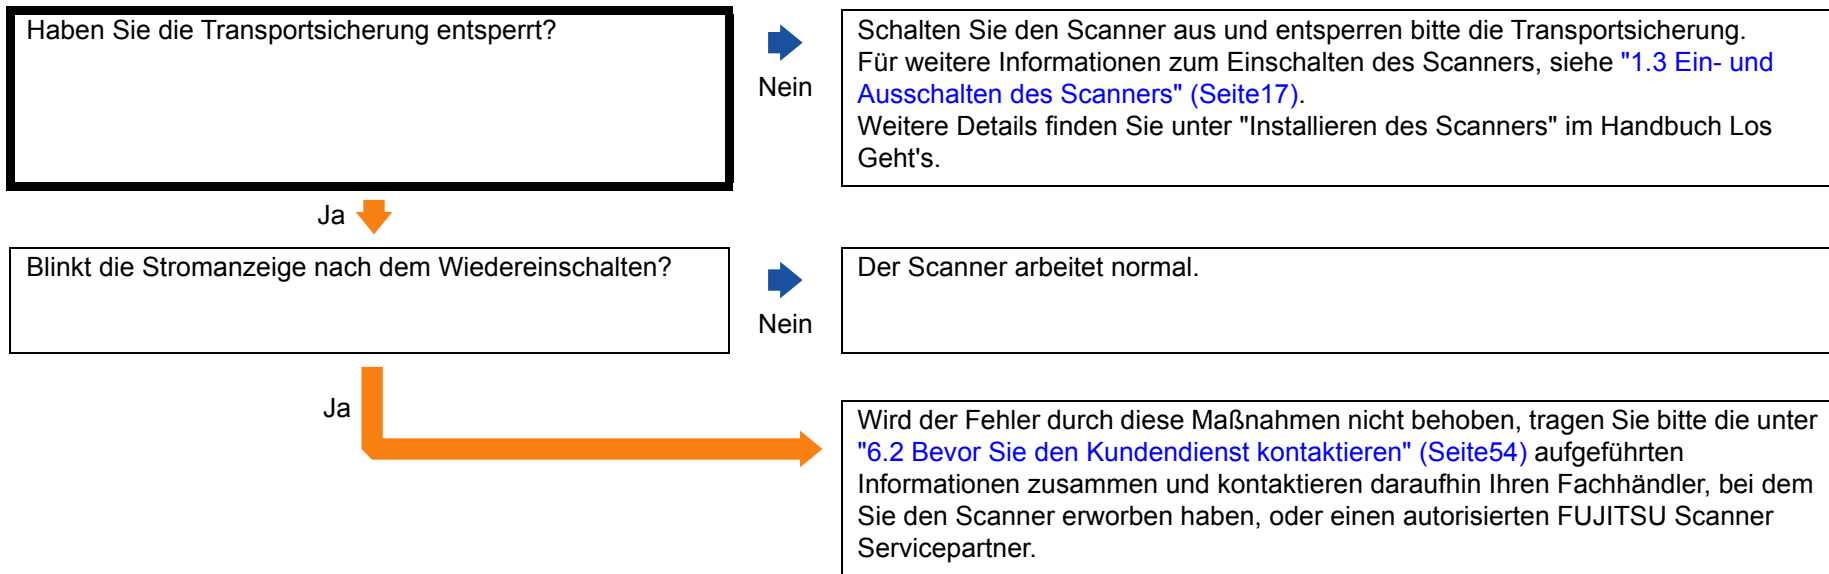 Haben Sie die Transportsicherung entsperrt?
Nein
Schalten Sie den Scanner aus und entsperren bitte die Transportsicherung.
Für weitere Informationen zum Einschalten des Scanners, siehe "1.3 Ein- und
Ausschalten des Scanners" (Seite17).
Weitere Details finden Sie unter "Installieren des Scanners" im Handbuch Los
Geht's.
Ja
Blinkt die Stromanzeige nach dem Wiedereinschalten?
Nein
Der Scanner arbeitet normal.
Ja
Wird der Fehler durch diese Maßnahmen nicht behoben, tragen Sie bitte die unter
"6.2 Bevor Sie den Kundendienst kontaktieren" (Seite54) aufgeführten
Informationen zusammen und kontaktieren daraufhin Ihren Fachhändler, bei dem
Sie den Scanner erworben haben, oder einen autorisierten FUJITSU Scanner
Servicepartner.